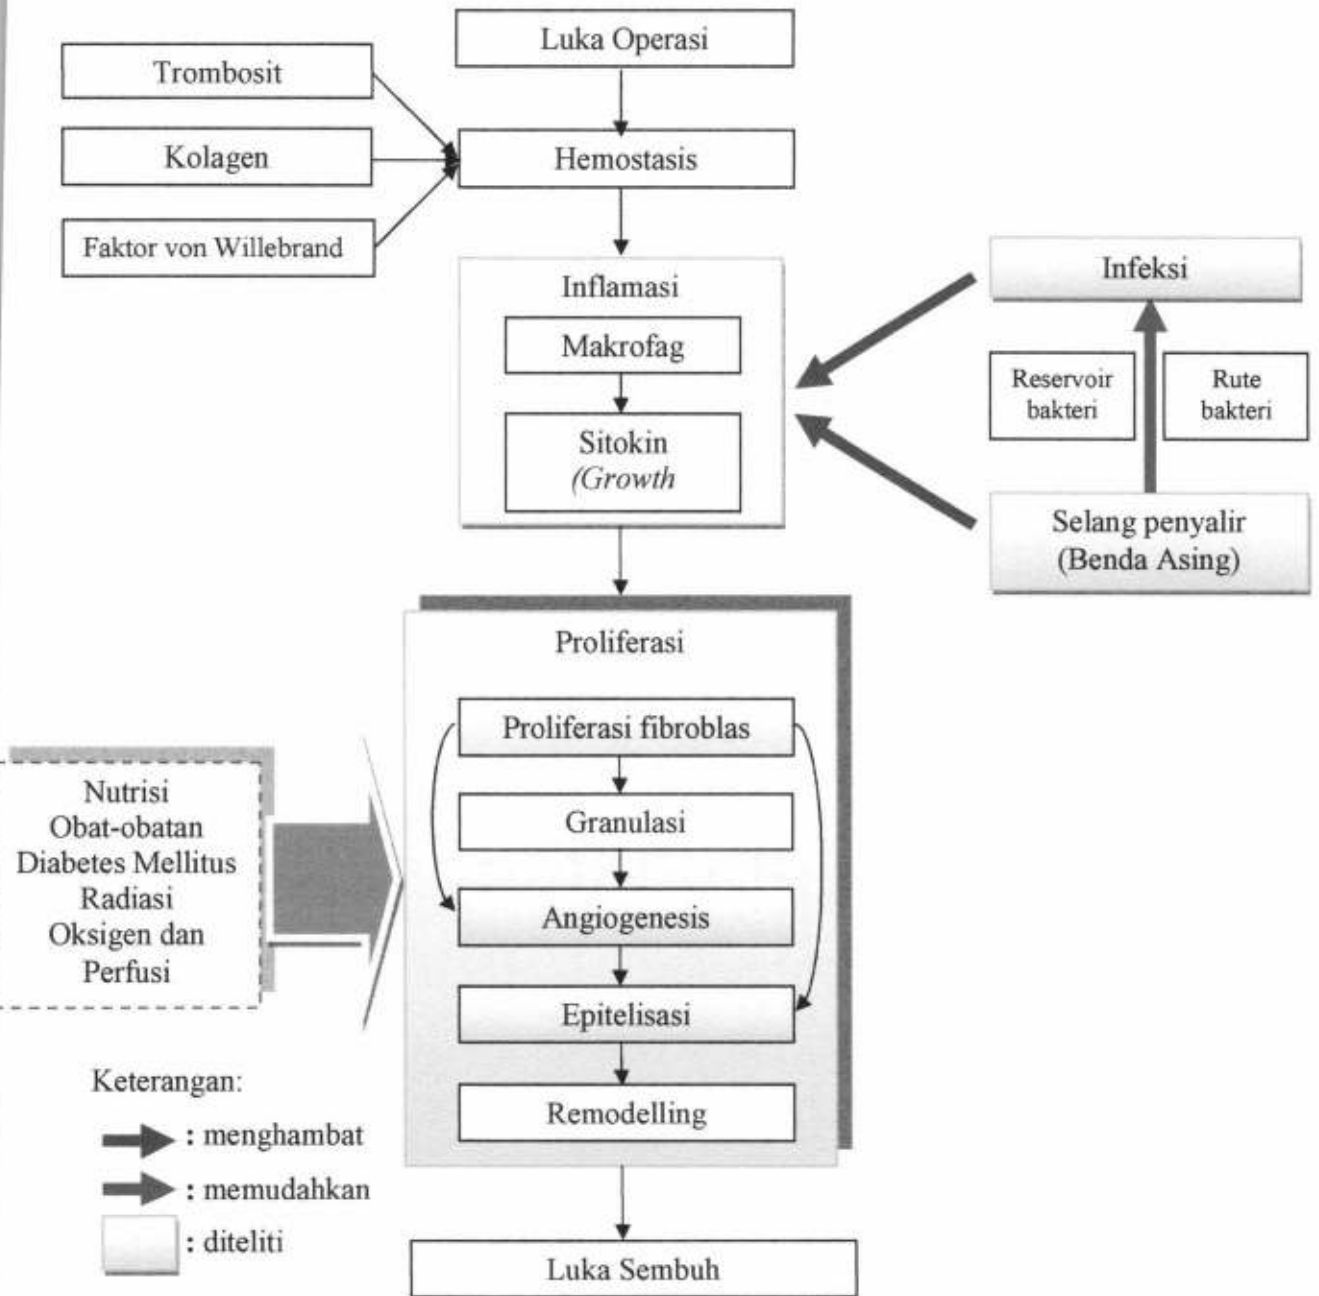 Luka Operasi
Trombosit
Kolagen
Faktor von Willebrand
Hemostasis
Inflamasi
Makrofag
Sitokin
(Growth
Infeksi
Reservoir
bakteri
Rute
bakteri
Selang penyalir
(Benda Asing)
Proliferasi
Proliferasi fibroblas
Granulasi
Angiogenesis
Epitelisasi
Remodelling
Nutrisi
Obat-obatan
Diabetes Mellitus
Radiasi
Oksigen dan
Perfusi
Keterangan:
: menghambat
: memudahkan
: diteliti
Luka Sembuh